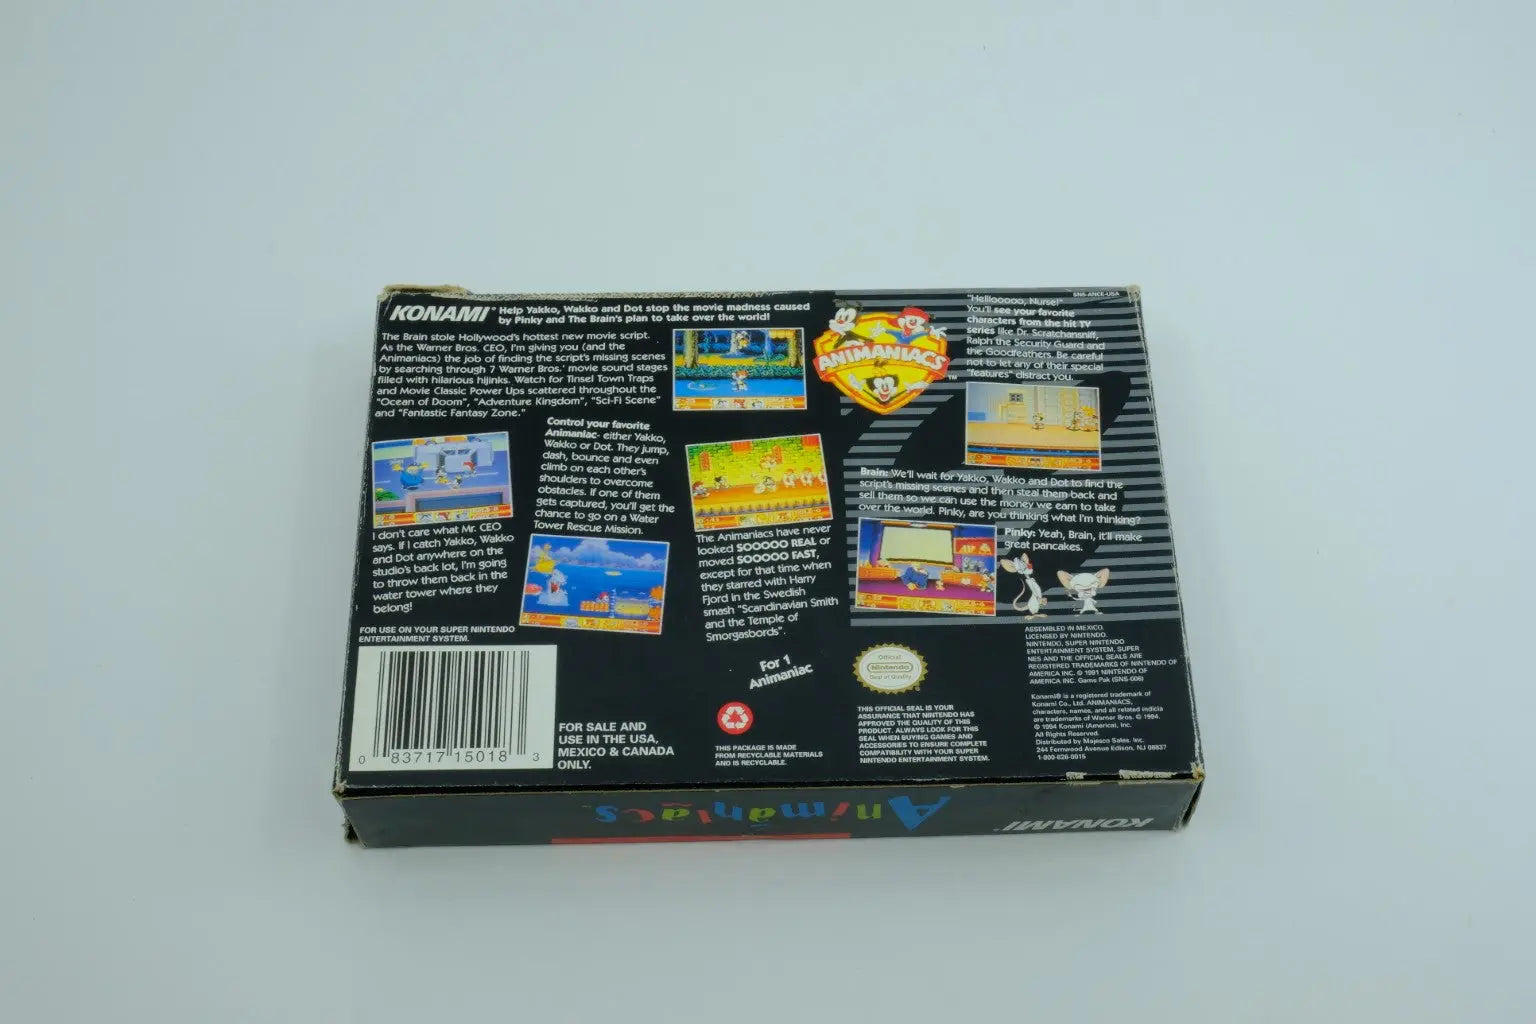 KONAMI®
Help Yakko, Wakko and Dot stop the movie madness caused
by Pinky and The Brain's plan to take over the world!
The Brain stole Hollywood's hottest new movie script.
As the Warner Bros. CEO, I'm giving you (and the
Animaniacs) the job of finding the script's missing scenes
by searching through 7 Warner Bros.' movie sound stages
filled with hilarious hijinks. Watch for Tinsel Town Traps
and Movie Classic Power Ups scattered throughout the
"Ocean of Doom", "Adventure Kingdom", "Sci-Fi Scene"
and "Fantastic Fantasy Zone."
Control your favorite
Animaniac- either Yakko,
Wakko or Dot. They jump,
dash, bounce and even
climb on each other's
shoulders to overcome
obstacles. If one of them
gets captured, you'll get the
chance to go on a Water
Tower Rescue Mission.
I don't care what Mr. CEO
says. If I catch Yakko, Wakko
and Dot anywhere on the
studio's back lot, I'm going
to throw them back in the
water tower where they
belong!
The Animaniacs have never
looked SOOOOO REAL or
moved SOOOOO FAST,
except for that time when
they starred with Harry
Fjord in the Swedish
smash "Scandinavian Smith
and the Temple of
Smorgasbords".
ANIMANIACS™
SNS-ANCE-USA
"Hellloooo, Nurse!"
You'll see your favorite
characters from the hit TV
series like Dr. Scratchansniff,
Ralph the Security Guard and
the Goodfeathers. Be careful
not to let any of their special
"features" distract you.
Brain: We'll wait for Yakko, Wakko and Dot to find the
script's missing scenes and then steal them back and
sell them so we can use the money we earn to take
over the world. Pinky, are you thinking what I'm thinking?
Pinky: Yeah, Brain, it'll make
great pancakes.
FOR USE ON YOUR SUPER NINTENDO
ENTERTAINMENT SYSTEM.
0 83717 15018 3
FOR SALE AND
USE IN THE USA,
MEXICO & CANADA
ONLY.
For 1
Animaniac
THIS PACKAGE IS MADE
FROM RECYCLABLE MATERIALS
AND IS RECYCLABLE.
Official
Nintendo
Seal of Quality
THIS OFFICIAL SEAL IS YOUR
ASSURANCE THAT NINTENDO HAS
APPROVED THE QUALITY OF THIS
PRODUCT. ALWAYS LOOK FOR THIS
SEAL WHEN BUYING GAMES AND
ACCESSORIES TO ENSURE COMPLETE
COMPATIBILITY WITH YOUR SUPER
NINTENDO ENTERTAINMENT SYSTEM.
ASSEMBLED IN MEXICO.
LICENSED BY NINTENDO.
NINTENDO, SUPER NINTENDO
ENTERTAINMENT SYSTEM, SUPER
NES AND THE OFFICIAL SEALS ARE
REGISTERED TRADEMARKS OF NINTENDO OF
AMERICA INC. © 1991 NINTENDO OF
AMERICA INC. Game Pak (SNS-006)
Konami® is a registered trademark of
Konami Co., Ltd. ANIMANIACS,
characters, names, and all related indicia
are trademarks of Warner Bros. © 1994.
© 1994 Konami (America), Inc.
All Rights Reserved.
Distributed by Majesco Sales, Inc.
244 Fernwood Avenue Edison, NJ 08837
1-800-826-0015
KONAMI®
Animaniacs™